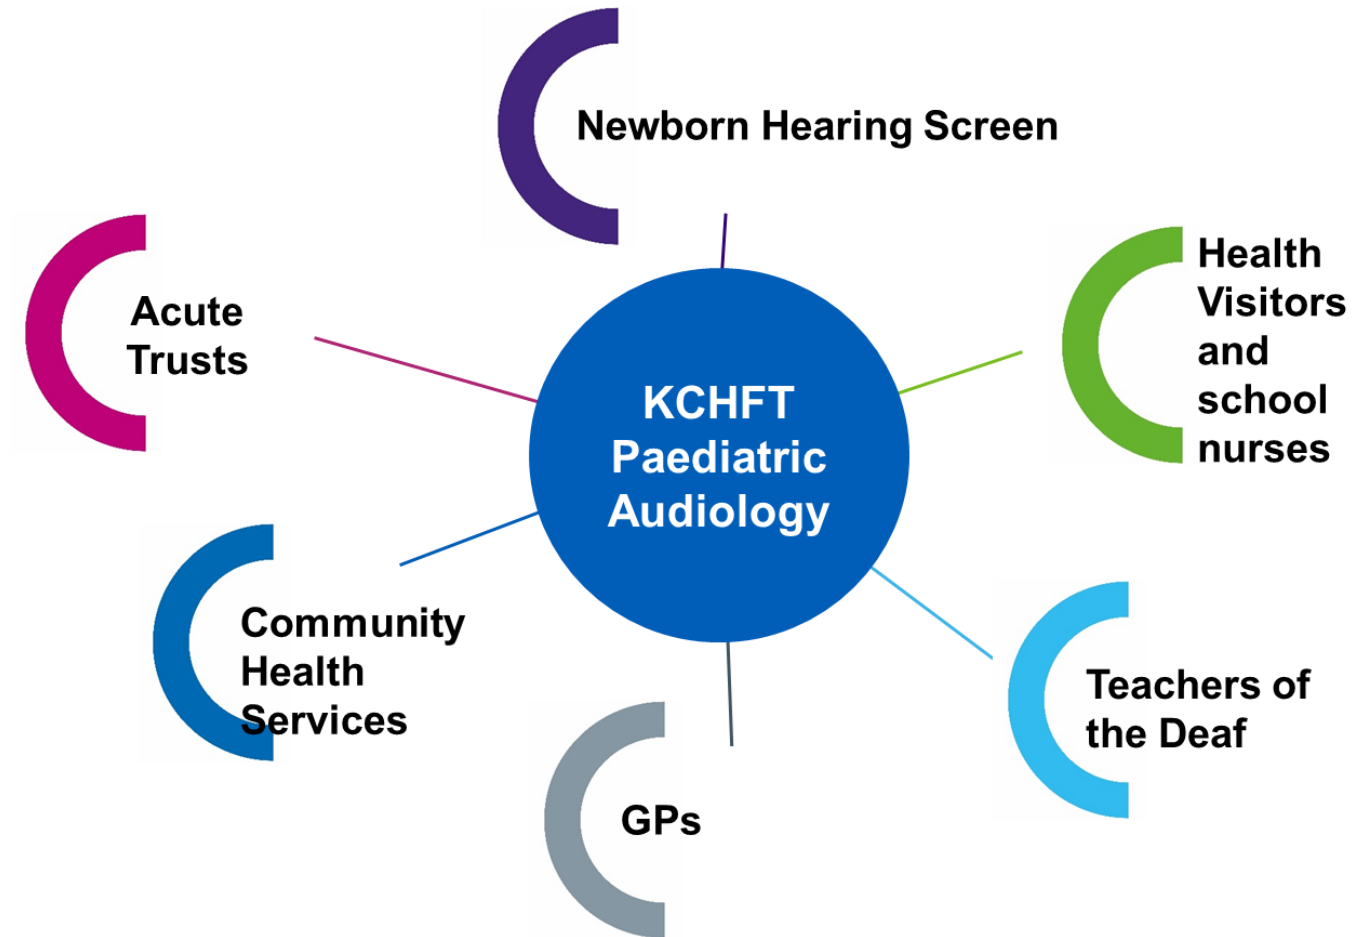 Newborn Hearing Screen
Health
Visitors
and
school
nurses
Acute
Trusts
KCHFT
Paediatric
Audiology
Community
Health
Services
Teachers of
the Deaf
GPs